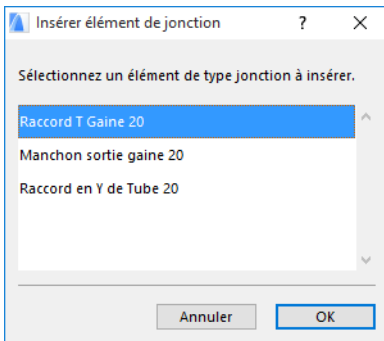 Insérer élément de jonction
Sélectionnez un élément de type jonction à insérer.
Raccord T Gaine 20
Manchon sortie gaine 20
Raccord en Y de Tube 20
Annuler
OK